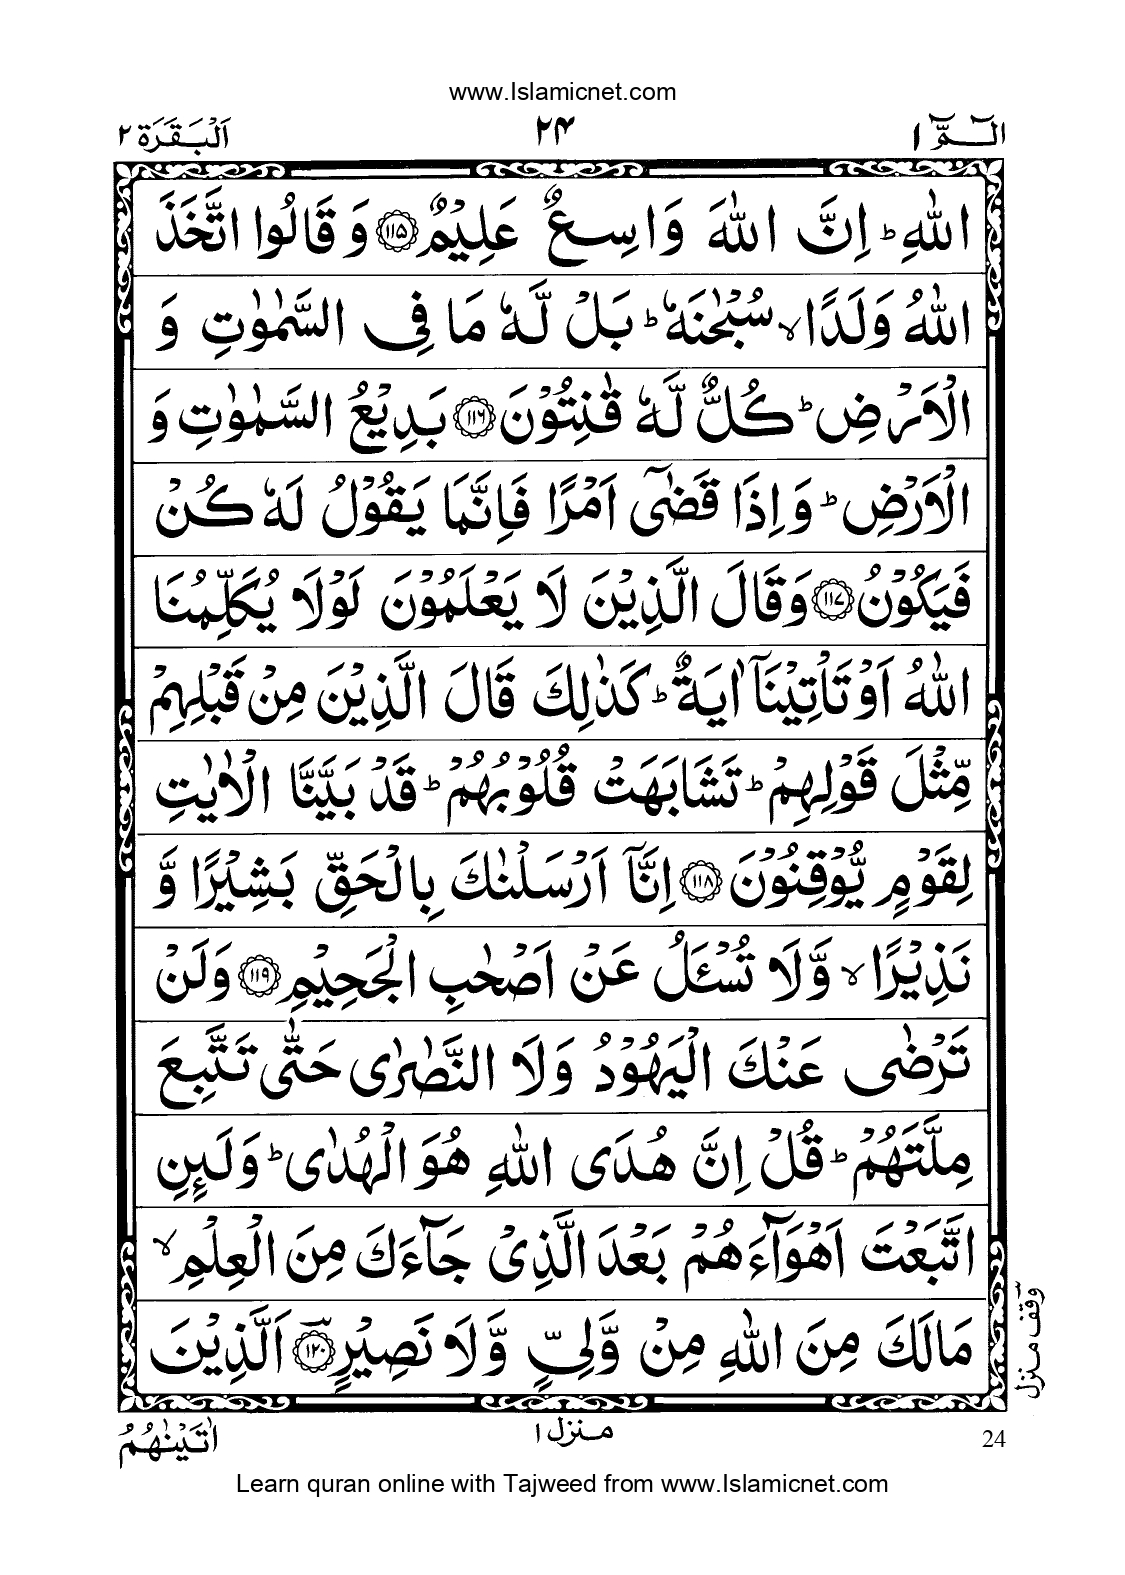 www.Islamicnet.com
الٓـمّٓ ۱
۲۴
اَلْبَقَرَة ۲
اللّٰهِ ؕ اِنَّ اللّٰهَ وَاسِعٌ عَلِيْمٌ ۱۱۵ وَ قَالُوا اتَّخَذَ
اللّٰهُ وَلَدًا ۙ سُبْحٰنَهٗ ؕ بَلْ لَّهٗ مَا فِى السَّمٰوٰتِ وَ
الْاَرْضِ ؕ كُلٌّ لَّهٗ قٰنِتُوْنَ ۱۱۶ بَدِيْعُ السَّمٰوٰتِ وَ
الْاَرْضِ ؕ وَاِذَا قَضٰٓى اَمْرًا فَاِنَّمَا يَقُوْلُ لَهٗ كُنْ
فَيَكُوْنُ ۱۱۷ وَقَالَ الَّذِيْنَ لَا يَعْلَمُوْنَ لَوْلَا يُكَلِّمُنَا
اللّٰهُ اَوْ تَاْتِيْنَاۤ اٰيَةٌ ؕ كَذٰلِكَ قَالَ الَّذِيْنَ مِنْ قَبْلِهِمْ
مِّثْلَ قَوْلِهِمْ ؕ تَشَابَهَتْ قُلُوْبُهُمْ ؕ قَدْ بَيَّنَّا الْاٰيٰتِ
لِقَوْمٍ يُّوْقِنُوْنَ ۱۱۸ اِنَّاۤ اَرْسَلْنٰكَ بِالْحَقِّ بَشِيْرًا وَّ
نَذِيْرًا ۙ وَّلَا تُسْـَٔلُ عَنْ اَصْحٰبِ الْجَحِيْمِ ۱۱۹ وَلَنْ
تَرْضٰى عَنْكَ الْيَهُوْدُ وَلَا النَّصٰرٰى حَتّٰى تَتَّبِعَ
مِلَّتَهُمْ ؕ قُلْ اِنَّ هُدَى اللّٰهِ هُوَ الْهُدٰى ؕ وَلَئِنِ
اتَّبَعْتَ اَهْوَآءَهُمْ بَعْدَ الَّذِىْ جَآءَكَ مِنَ الْعِلْمِ ۙ
مَا لَكَ مِنَ اللّٰهِ مِنْ وَّلِىٍّ وَّلَا نَصِيْرٍ ۱۲۰ؔ اَلَّذِيْنَ
وقف منزل
منزل ۱
اٰتَيْنٰهُمُ
24
Learn quran online with Tajweed from www.Islamicnet.com